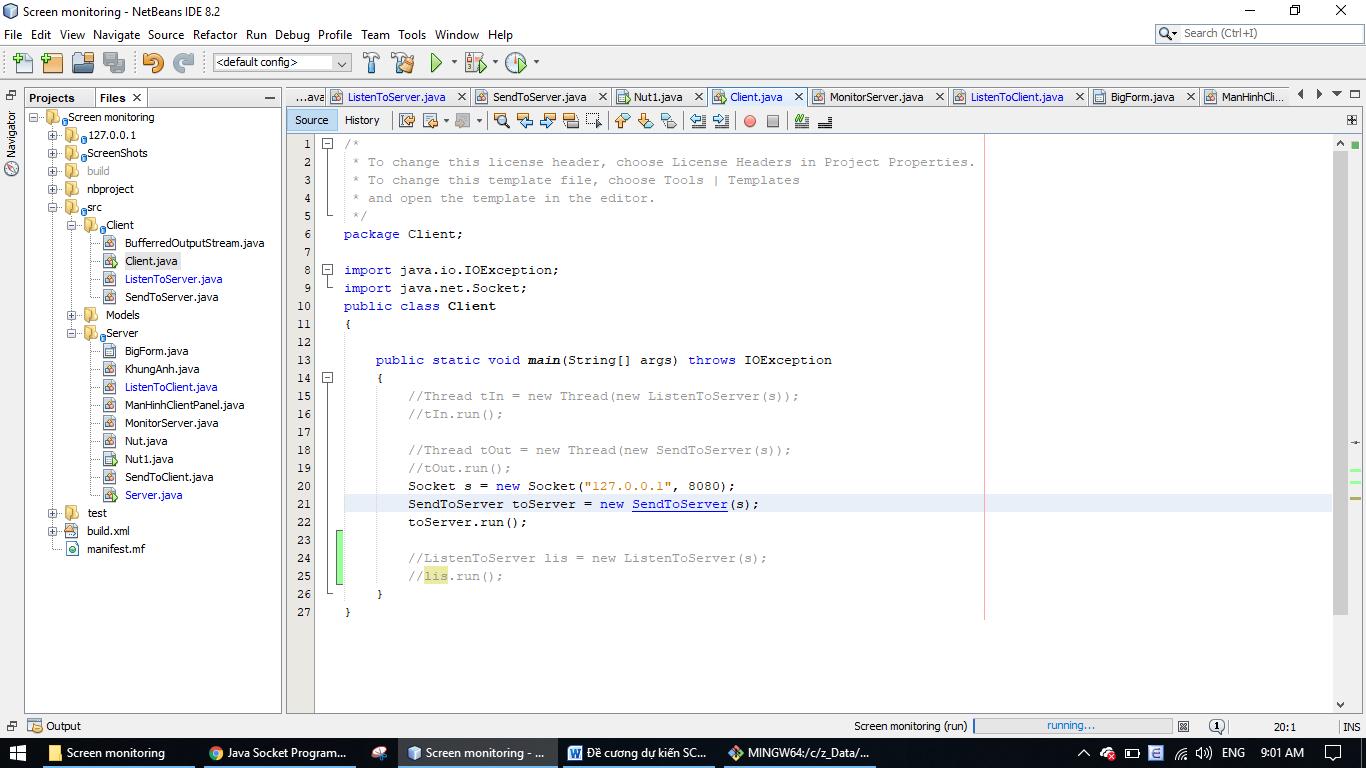 Screen monitoring - NetBeans IDE 8.2
File Edit View Navigate Source Refactor Run Debug Profile Team Tools Window Help
Search (Ctrl+I)
<default config>
Projects
Files
Navigator
Screen monitoring
127.0.0.1
ScreenShots
build
nbproject
src
Client
BufferredOutputStream.java
Client.java
ListenToServer.java
SendToServer.java
Models
Server
BigForm.java
KhungAnh.java
ListenToClient.java
ManHinhClientPanel.java
MonitorServer.java
Nut.java
Nut1.java
SendToClient.java
Server.java
test
build.xml
manifest.mf
...ava ListenToServer.java SendToServer.java Nut1.java Client.java MonitorServer.java ListenToClient.java BigForm.java ManHinhCli...
Source History
1 /*
2 * To change this license header, choose License Headers in Project Properties.
3 * To change this template file, choose Tools | Templates
4 * and open the template in the editor.
5 */
6 package Client;
7
8 import java.io.IOException;
9 import java.net.Socket;
10 public class Client
11 {
12
13 public static void main(String[] args) throws IOException
14 {
15 //Thread tIn = new Thread(new ListenToServer(s));
16 //tIn.run();
17
18 //Thread tOut = new Thread(new SendToServer(s));
19 //tOut.run();
20 Socket s = new Socket("127.0.0.1", 8080);
21 SendToServer toServer = new SendToServer(s);
22 toServer.run();
23
24 //ListenToServer lis = new ListenToServer(s);
25 //lis.run();
26 }
27 }
Output
Screen monitoring (run) running... 1 20:1 INS
Screen monitoring
Java Socket Program...
Screen monitoring - ...
Đề cương dự kiến SC...
MINGW64:/c/z_Data/...
ENG 9:01 AM